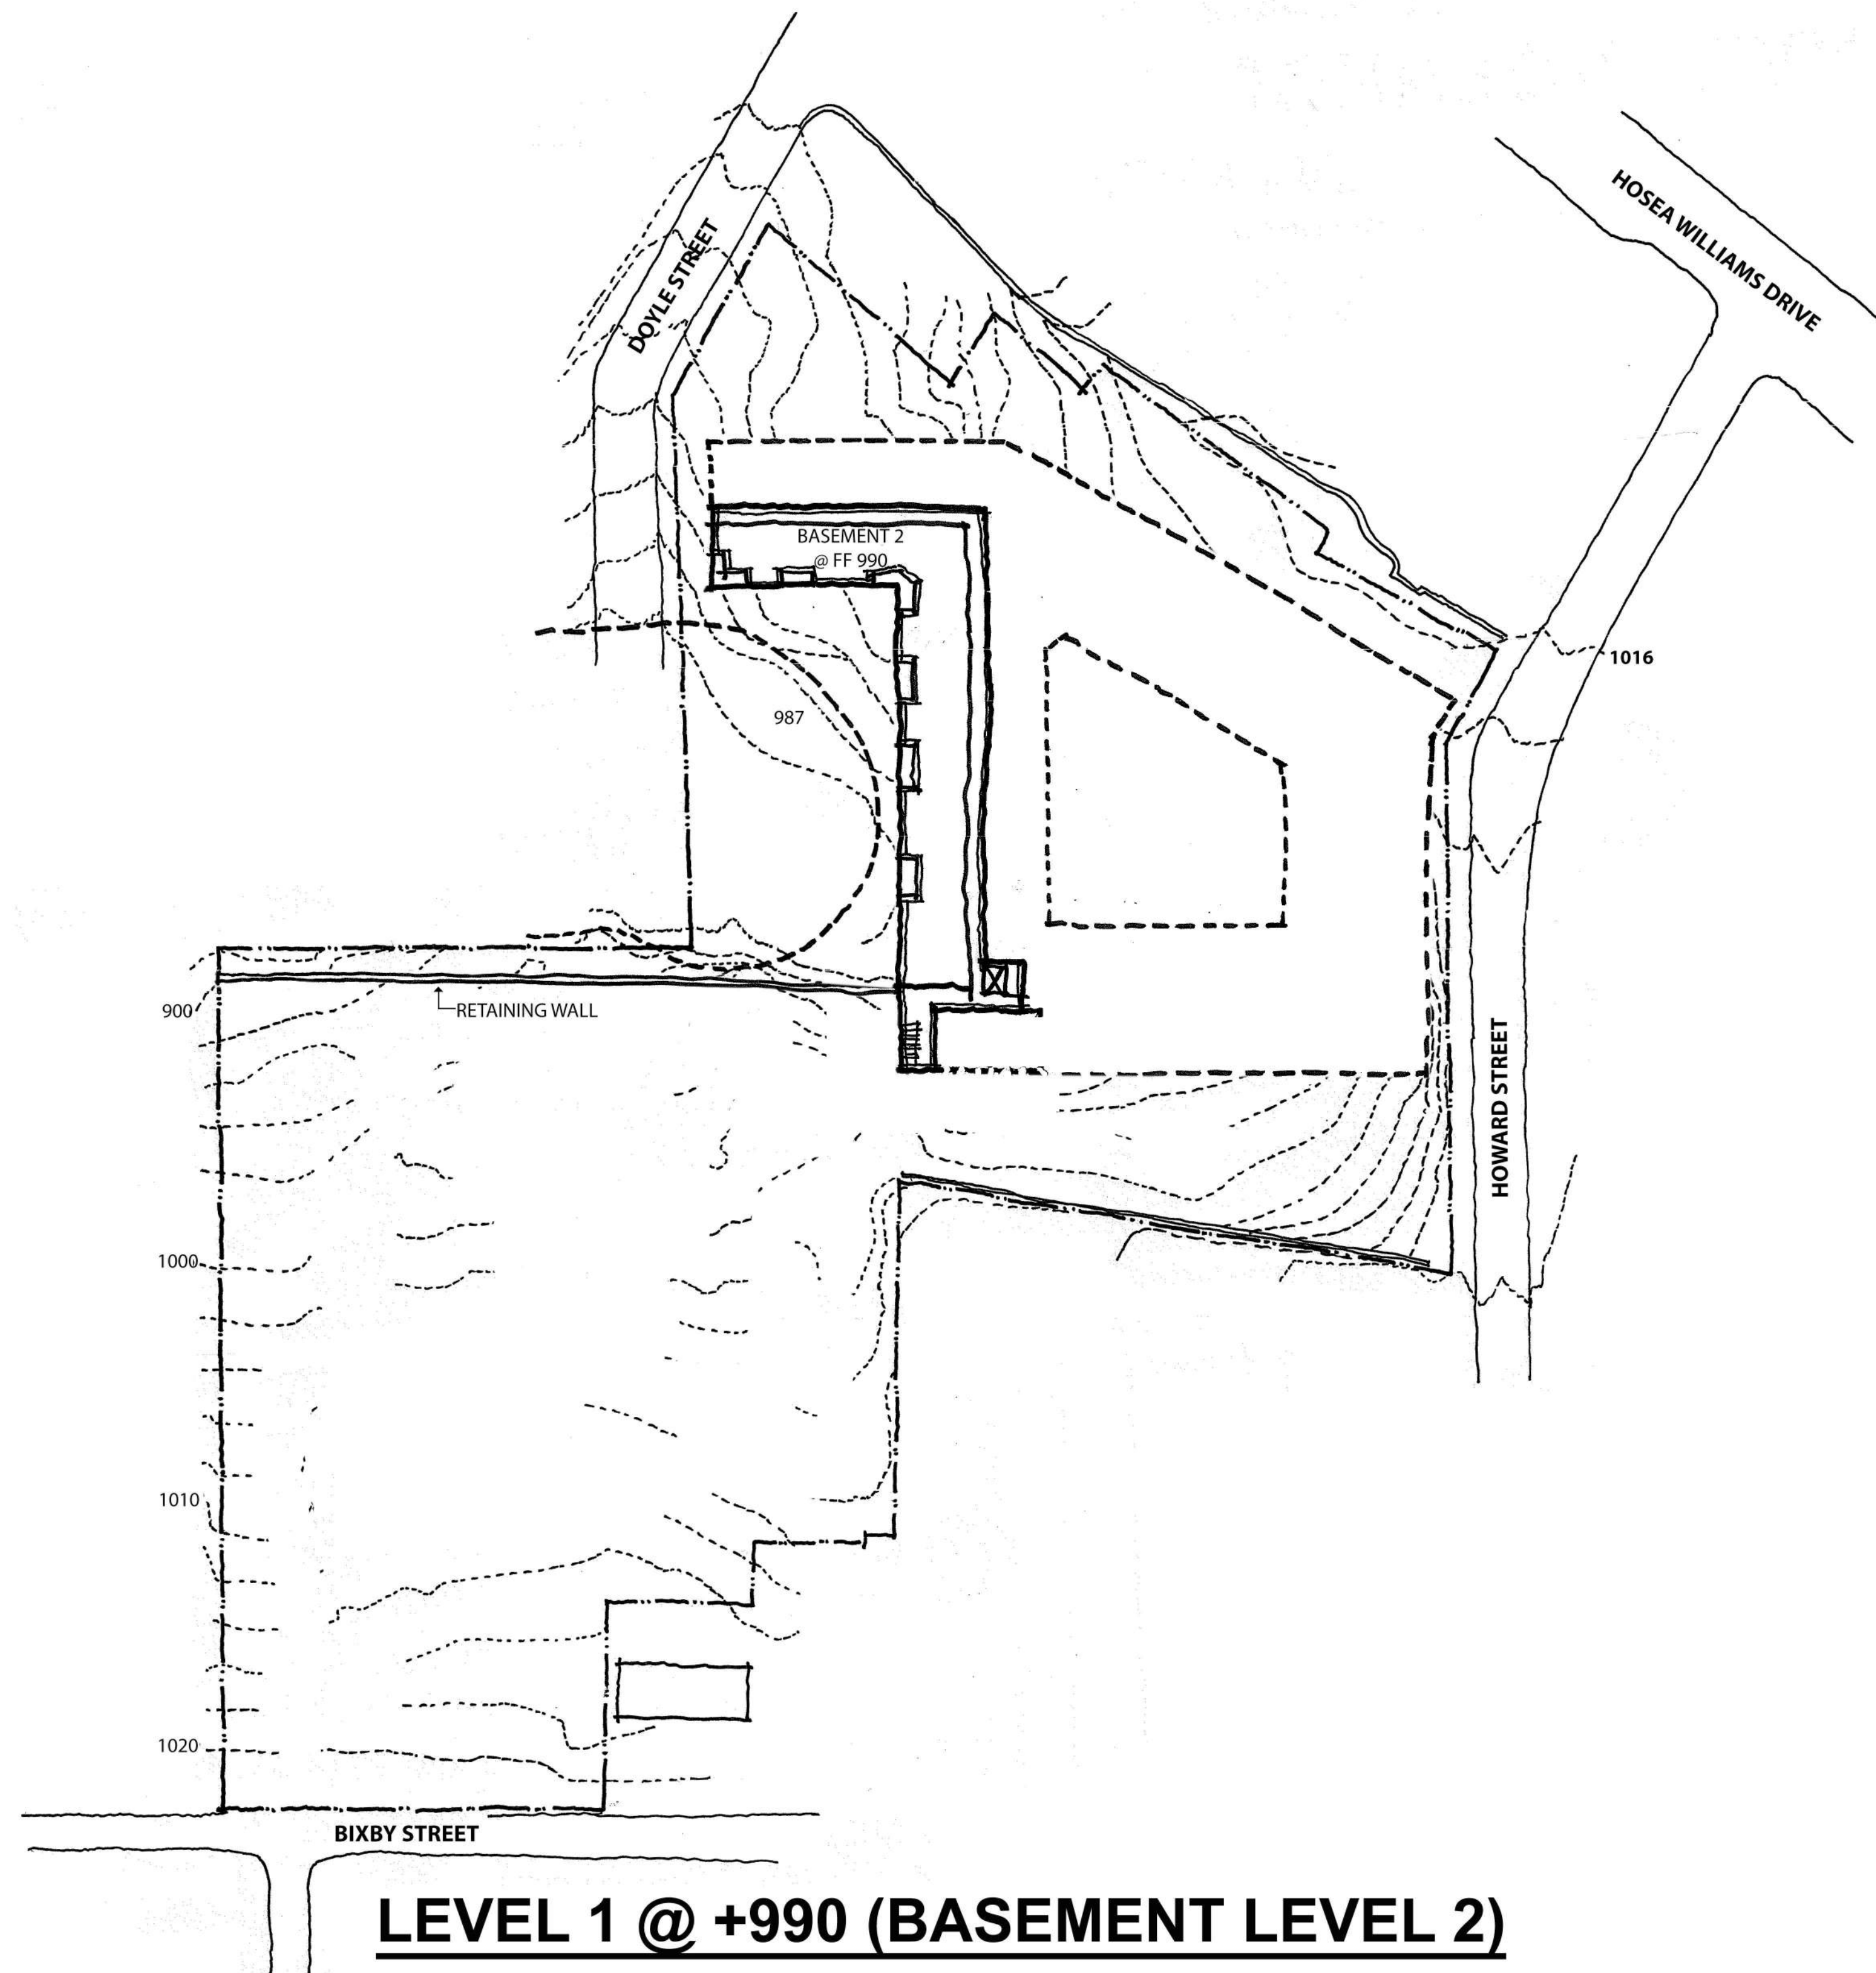 HOSEA WILLIAMS DRIVE
DOYLE STREET
BASEMENT 2
@ FF 990
1016
987
900
RETAINING WALL
HOWARD STREET
1000
1010
1020
BIXBY STREET
LEVEL 1 @ +990 (BASEMENT LEVEL 2)